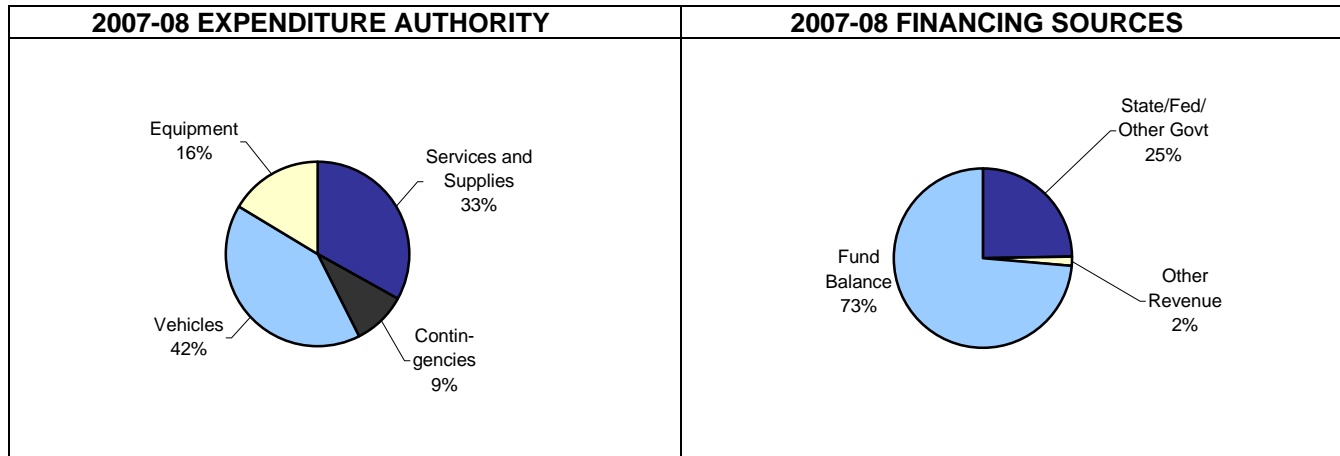 2007-08 EXPENDITURE AUTHORITY
Equipment
16%
Services and
Supplies
33%
Vehicles
42%
Contin-
gencies
9%
2007-08 FINANCING SOURCES
State/Fed/
Other Govt
25%
Fund
Balance
73%
Other
Revenue
2%